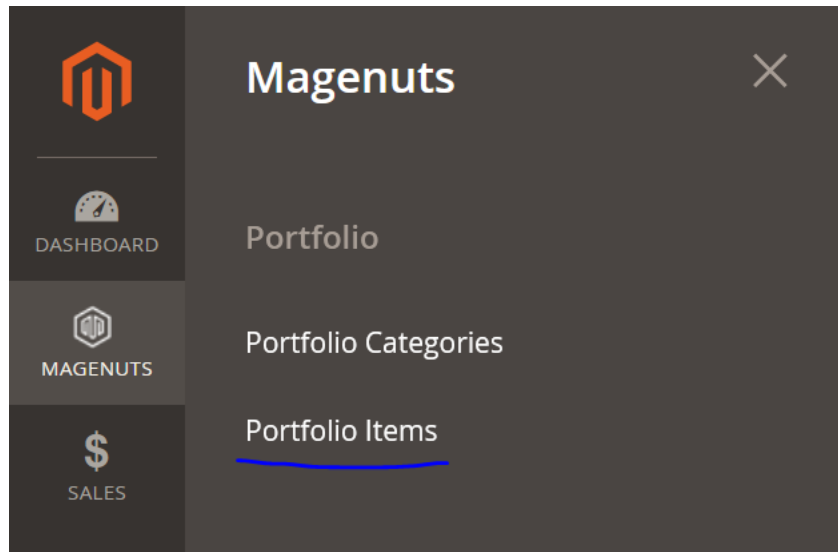 Magenuts
DASHBOARD
Portfolio
MAGENUTS
Portfolio Categories
Portfolio Items
$
SALES